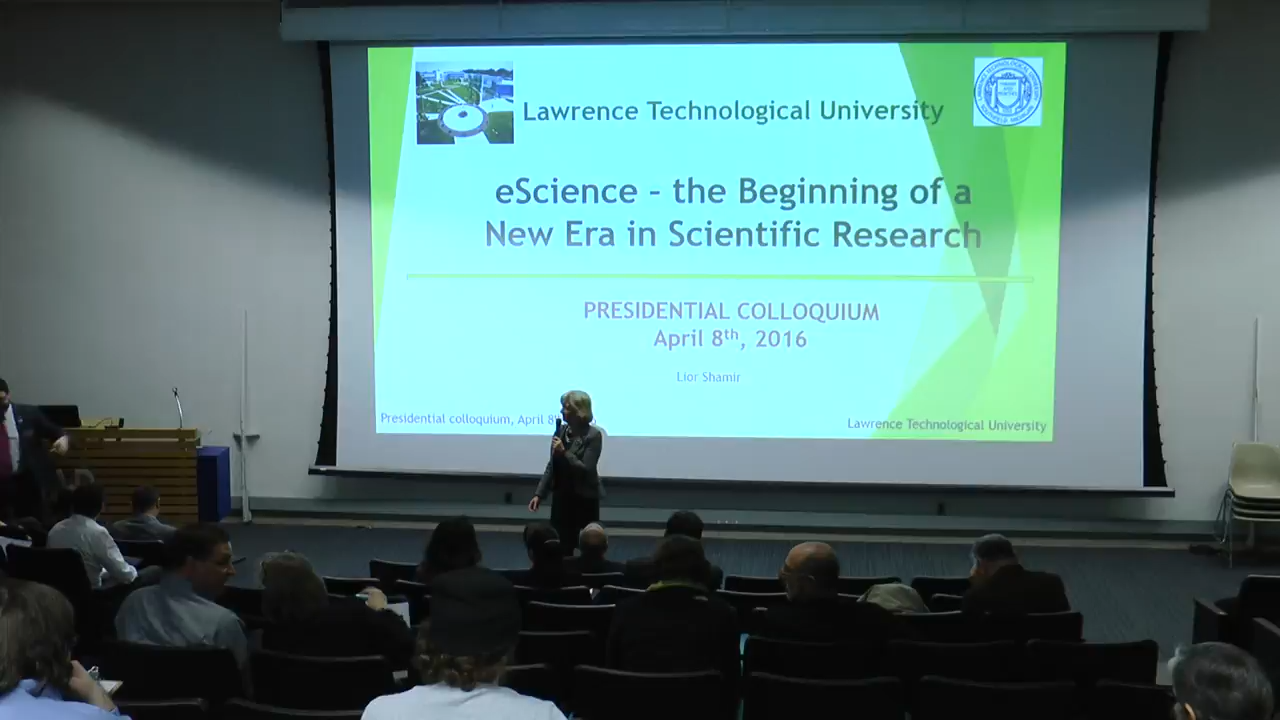 Lawrence Technological University
eScience – the Beginning of a
New Era in Scientific Research
PRESIDENTIAL COLLOQUIUM
April 8th, 2016
Lior Shamir
Presidential colloquium, April 8
Lawrence Technological University